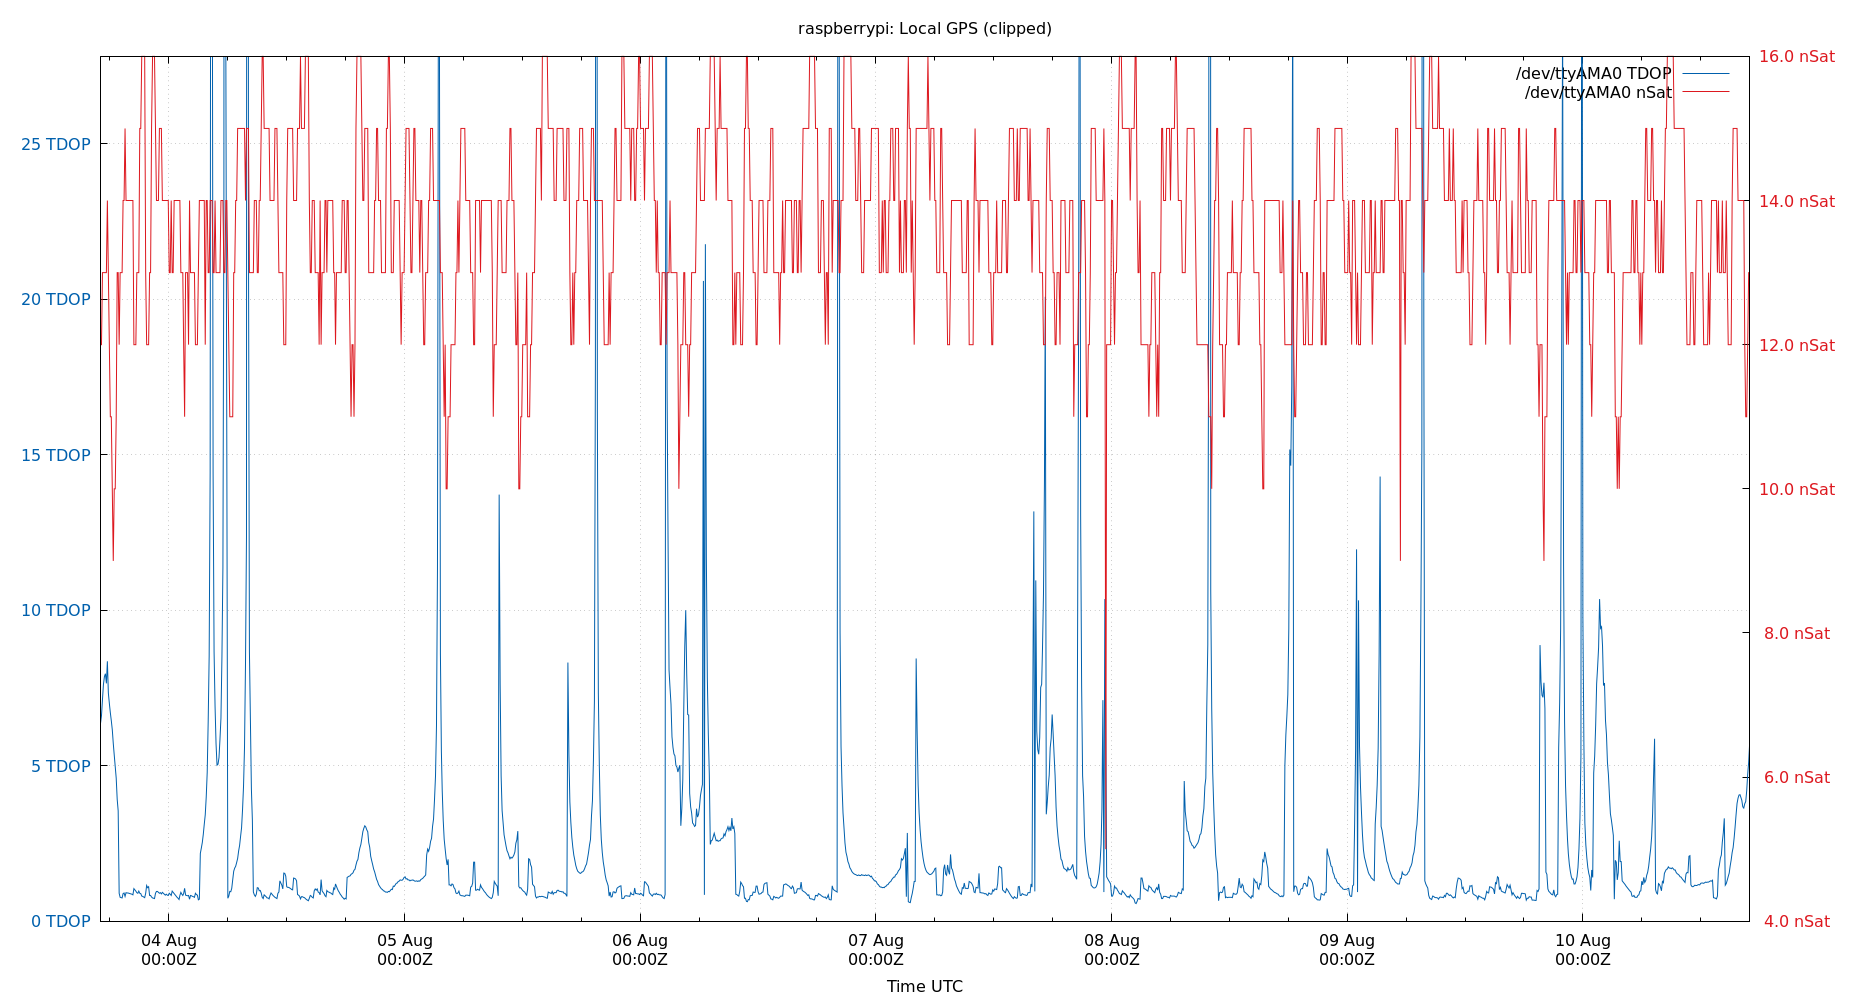 raspberrypi: Local GPS (clipped)
16.0 nSat
/dev/ttyAMA0 TDOP
/dev/ttyAMA0 nSat
25 TDOP
14.0 nSat
20 TDOP
12.0 nSat
15 TDOP
10.0 nSat
10 TDOP
8.0 nSat
5 TDOP
6.0 nSat
0 TDOP
4.0 nSat
04 Aug 05 Aug 06 Aug 07 Aug 08 Aug 09 Aug 10 Aug
00:00Z 00:00Z 00:00Z 00:00Z 00:00Z 00:00Z 00:00Z
Time UTC